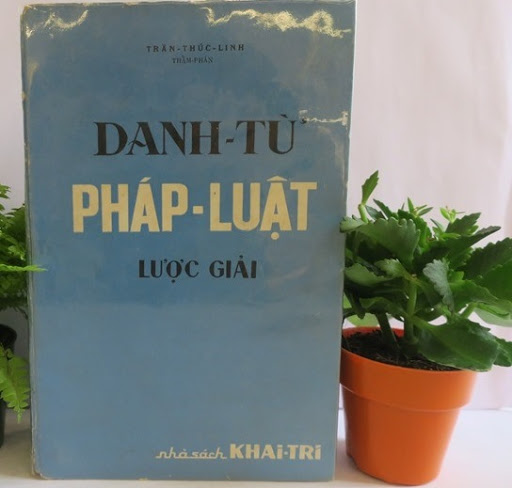 TRẦN-THÚC-LINH
THẨM-PHÁN
DANH-TỪ
PHÁP-LUẬT
LƯỢC GIẢI
nhà sách KHAI-TRÍ